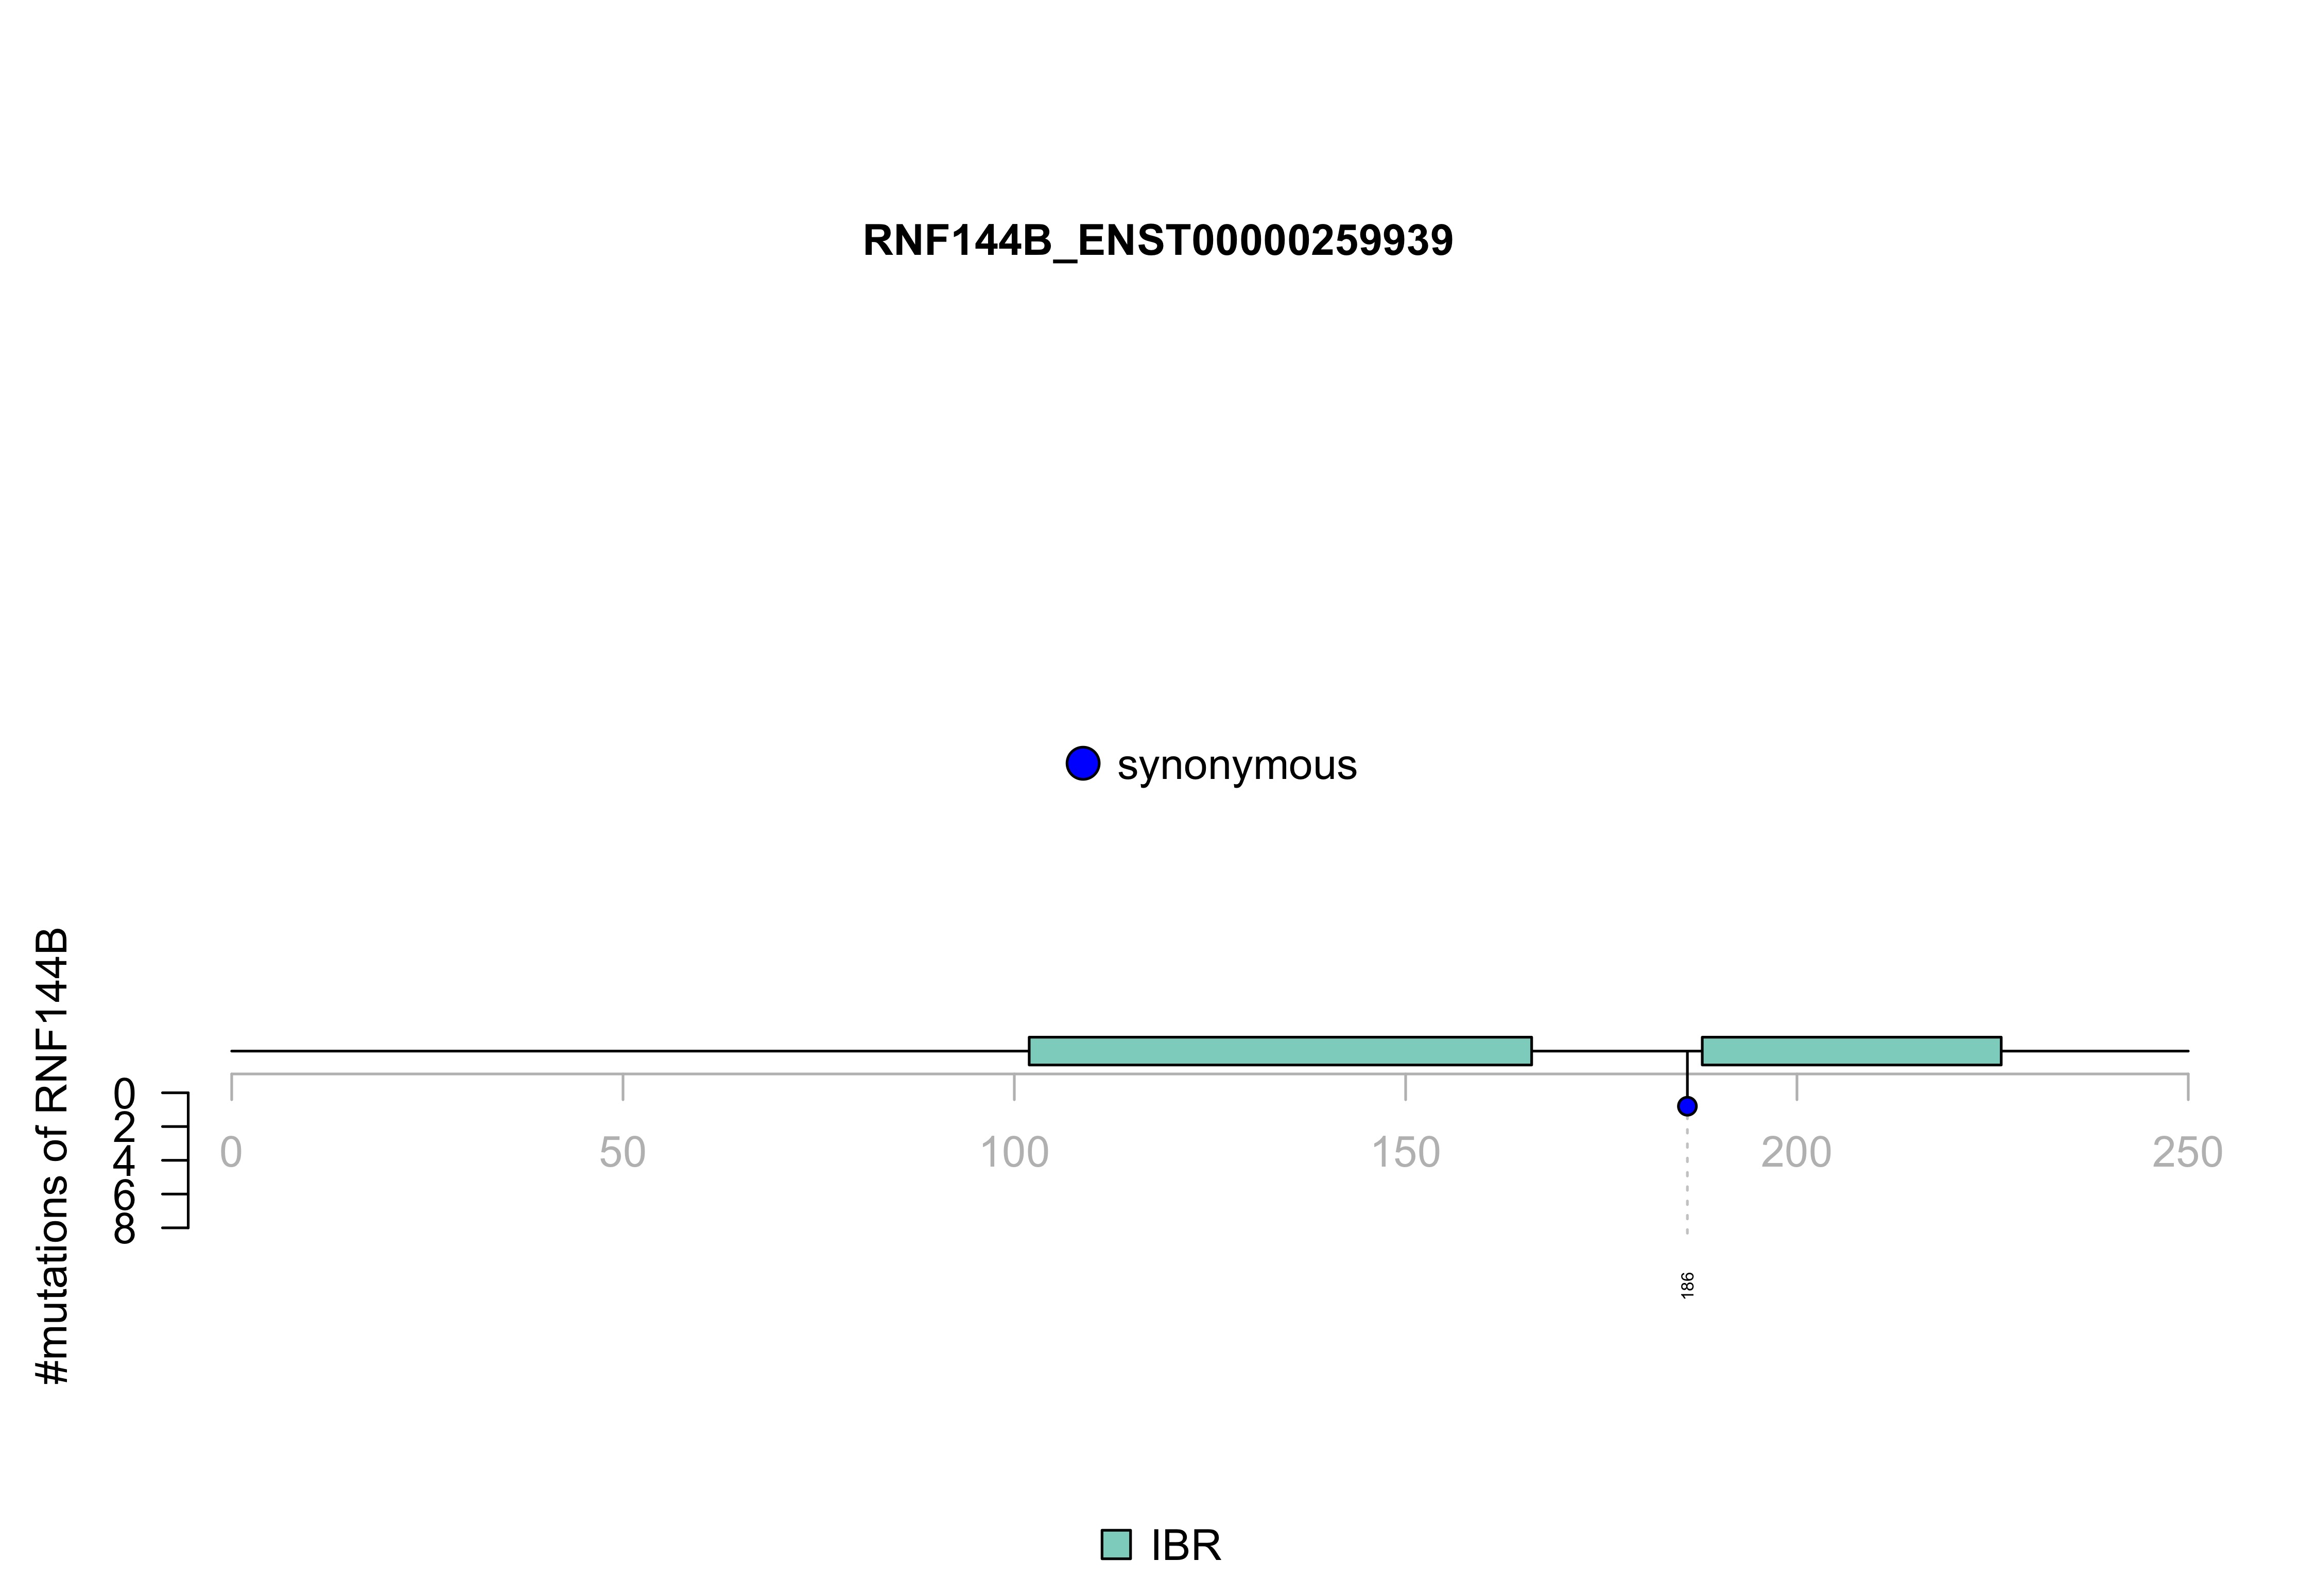 RNF144B_ENST00000259939
synonymous
#mutations of RNF144B
0
2
4
6
8
0 50 100 150 200 250
186
IBR